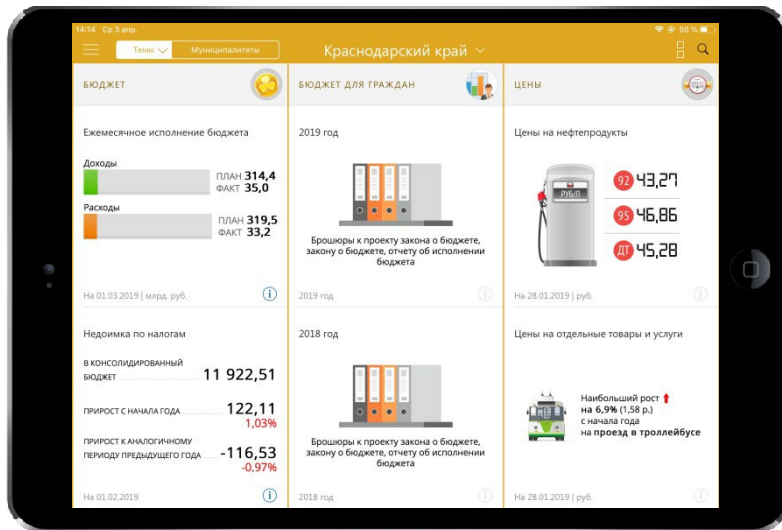 14:14 Ср 3 апр.
50 %
Темы
Муниципалитеты
Краснодарский край
БЮДЖЕТ
Ежемесячное исполнение бюджета
Доходы
ПЛАН 314,4
ФАКТ 35,0
Расходы
ПЛАН 319,5
ФАКТ 33,2
На 01.03.2019 | млрд. руб.
Недоимка по налогам
В КОНСОЛИДИРОВАННЫЙ
БЮДЖЕТ 11 922,51
ПРИРОСТ С НАЧАЛА ГОДА 122,11
1,03%
ПРИРОСТ К АНАЛОГИЧНОМУ
ПЕРИОДУ ПРЕДЫДУЩЕГО ГОДА -116,53
-0,97%
На 01.02.2019
БЮДЖЕТ ДЛЯ ГРАЖДАН
2019 год
Брошюры к проекту закона о бюджете,
закону о бюджете, отчету об исполнении
бюджета
2019 год
2018 год
Брошюры к проекту закона о бюджете,
закону о бюджете, отчету об исполнении
бюджета
2018 год
ЦЕНЫ
Цены на нефтепродукты
РУБ/Л
92 43,27
95 46,86
ДТ 45,28
На 28.01.2019 | руб.
Цены на отдельные товары и услуги
Наибольший рост
на 6,9% (1,58 р.)
с начала года
на проезд в троллейбусе
На 28.01.2019 | руб.